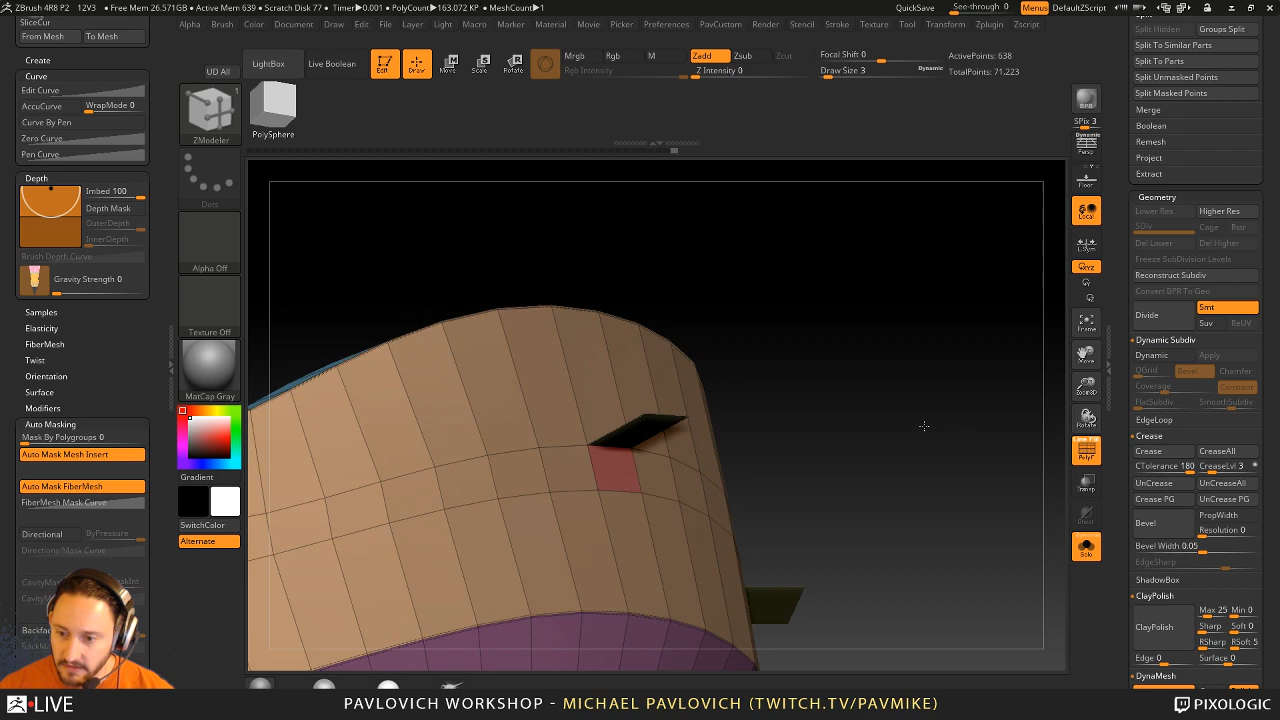 ZBrush 4R8 P2 12V3 • Free Mem 26.571GB • Active Mem 639 • Scratch Disk 77 • Timer▶0.001 • PolyCount▶163.072 KP • MeshCount▶1
QuickSave See-through 0 Menus DefaultZScript
Alpha Brush Color Document Draw Edit File Layer Light Macro Marker Material Movie Picker Preferences PavCustom Render Stencil Stroke Texture Tool Transform Zplugin Zscript
SliceCur
From Mesh To Mesh
Create
Curve
Edit Curve
AccuCurve WrapMode 0
Curve By Pen
Zero Curve
Pen Curve
Depth
Imbed 100
Depth Mask
OuterDepth
InnerDepth
Brush Depth Curve
Gravity Strength 0
Samples
Elasticity
FiberMesh
Twist
Orientation
Surface
Modifiers
Auto Masking
Mask By Polygroups 0
Auto Mask Mesh Insert
Auto Mask FiberMesh
FiberMesh Mask Curve
Directional ByPressure
Directional Mask Curve
UD All
LightBox Live Boolean
Edit Draw Move Scale Rotate
Mrgb Rgb M
Rgb Intensity
Zadd Zsub Zcut
Z Intensity 0
Focal Shift 0
Draw Size 3 Dynamic
ActivePoints: 638
TotalPoints: 71,223
1
ZModeler
PolySphere
Dots
Alpha Off
Texture Off
MatCap Gray
Gradient
SwitchColor
Alternate
BPR
SPix 3
Dynamic
Persp
Floor
Local
L.Sym
XYZ
Frame
Move
Zoom3D
Rotate
Line Fill
PolyF
Transp
Ghost
Solo
Split
Split Hidden Groups Split
Split To Similar Parts
Split To Parts
Split Unmasked Points
Split Masked Points
Merge
Boolean
Remesh
Project
Extract
Geometry
Lower Res Higher Res
SDiv Cage Rstr
Del Lower Del Higher
Freeze SubDivision Levels
Reconstruct Subdiv
Convert BPR To Geo
Divide Smt
Suv ReUV
Dynamic Subdiv
Dynamic Apply
QGrid Bevel Chamfer
Coverage Constant
FlatSubdiv SmoothSubdiv
EdgeLoop
Crease
Crease CreaseAll
CTolerance 180 CreaseLvl 3
UnCrease UnCreaseAll
Crease PG UnCrease PG
Bevel PropWidth
Resolution 0
Bevel Width 0.05
EdgeSharp
ShadowBox
ClayPolish
ClayPolish Max 25 Min 0
Sharp Soft 0
RSharp RSoft 5
Edge 0 Surface 0
DynaMesh
LIVE
PAVLOVICH WORKSHOP - MICHAEL PAVLOVICH (TWITCH.TV/PAVMIKE)
PIXOLOGIC